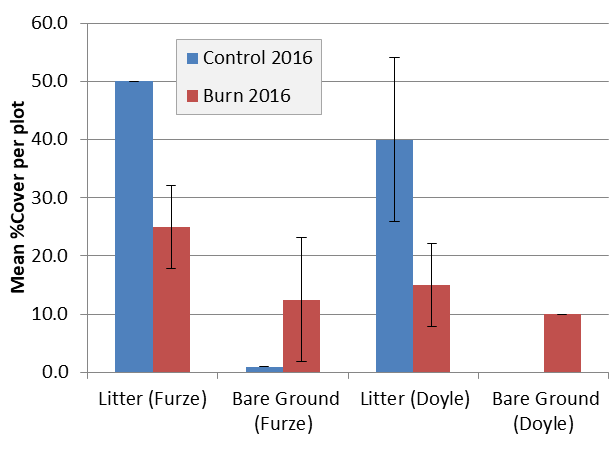 60.0
50.0
40.0
30.0
20.0
10.0
0.0
Mean %Cover per plot
Control 2016
Burn 2016
Litter (Furze)
Bare Ground
(Furze)
Litter (Doyle)
Bare Ground
(Doyle)